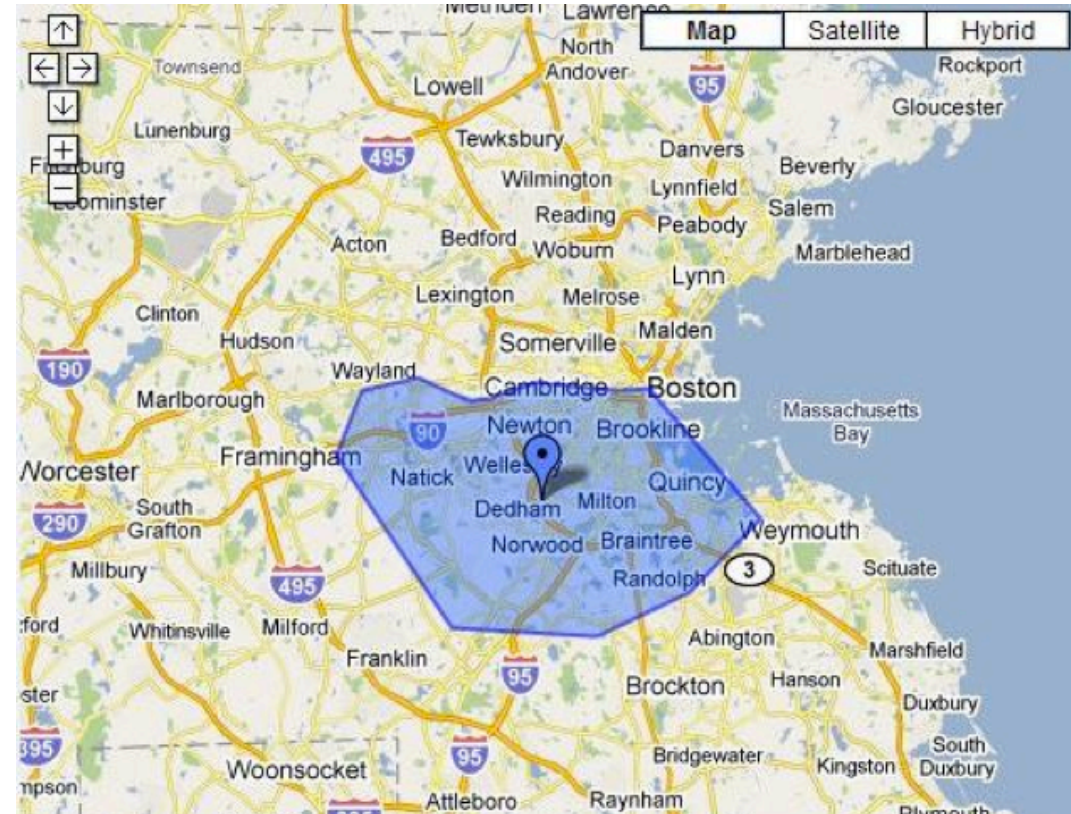 Methuen
Lawrence
Map
Satellite
Hybrid
North
Andover
Rockport
Townsend
95
Lowell
Gloucester
Lunenburg
Tewksbury
495
Danvers
Beverly
Wilmington
Lynnfield
Reading
Salem
Peabody
Acton
Bedford
Woburn
Marblehead
Lynn
Lexington
Melrose
Clinton
Malden
Hudson
Somerville
190
Wayland
Cambridge
Boston
Marlborough
Massachusetts
Bay
90
Newton
Brookline
Framingham
Worcester
Natick
Quincy
South
Grafton
Dedham
Milton
290
Norwood
Braintree
Weymouth
Millbury
3
Scituate
495
Randolph
Whitinsville
Milford
Abington
Marshfield
Franklin
95
Brockton
Hanson
Duxbury
95
Bridgewater
South
Duxbury
Kingston
Woonsocket
Attleboro
Raynham